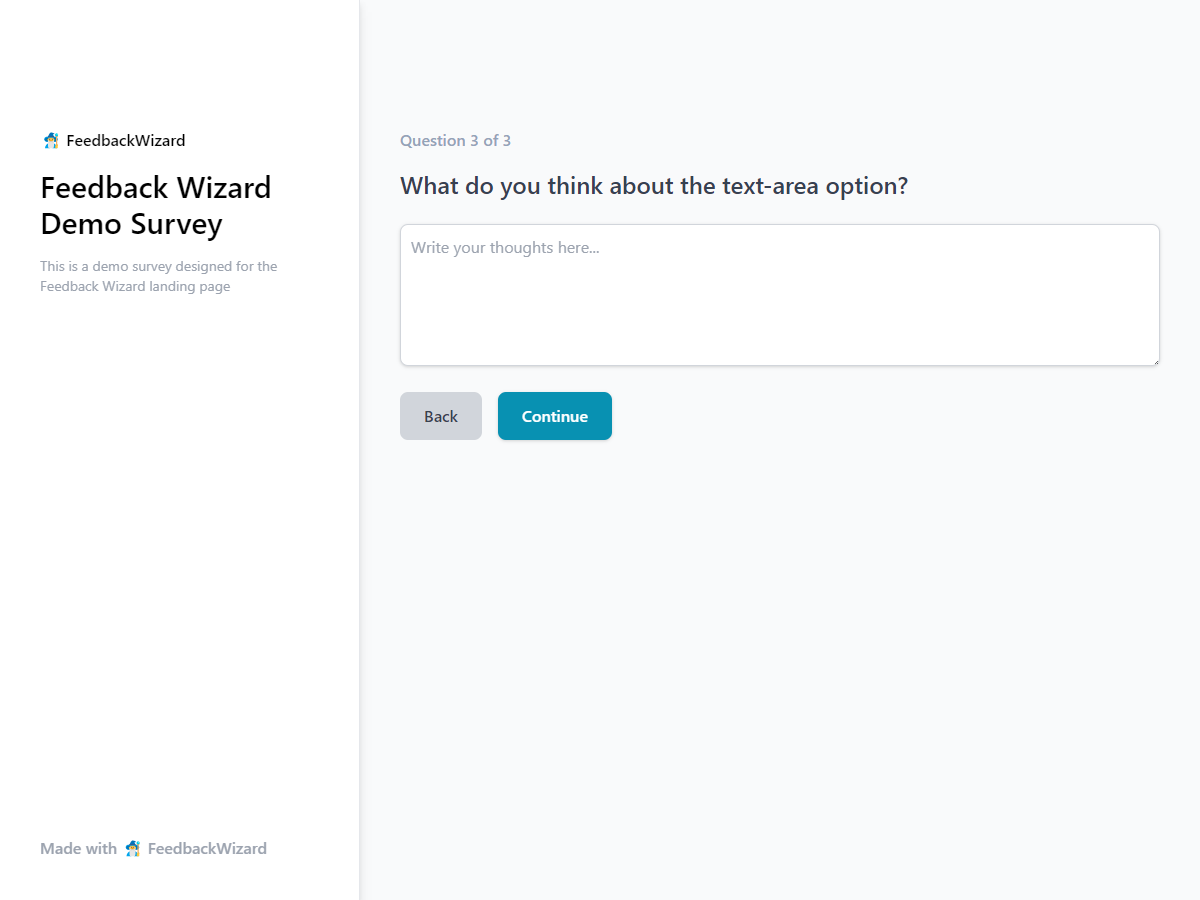 FeedbackWizard
Feedback Wizard
Demo Survey
This is a demo survey designed for the
Feedback Wizard landing page
Made with FeedbackWizard
Question 3 of 3
What do you think about the text-area option?
Write your thoughts here...
Back
Continue